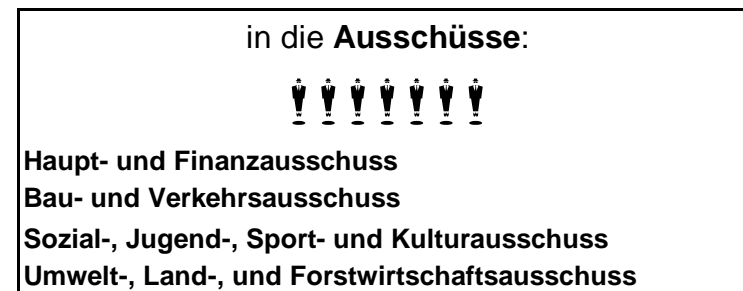 in die Ausschüsse:
Haupt- und Finanzausschuss
Bau- und Verkehrsausschuss
Sozial-, Jugend-, Sport- und Kulturausschuss
Umwelt-, Land-, und Forstwirtschaftsausschuss